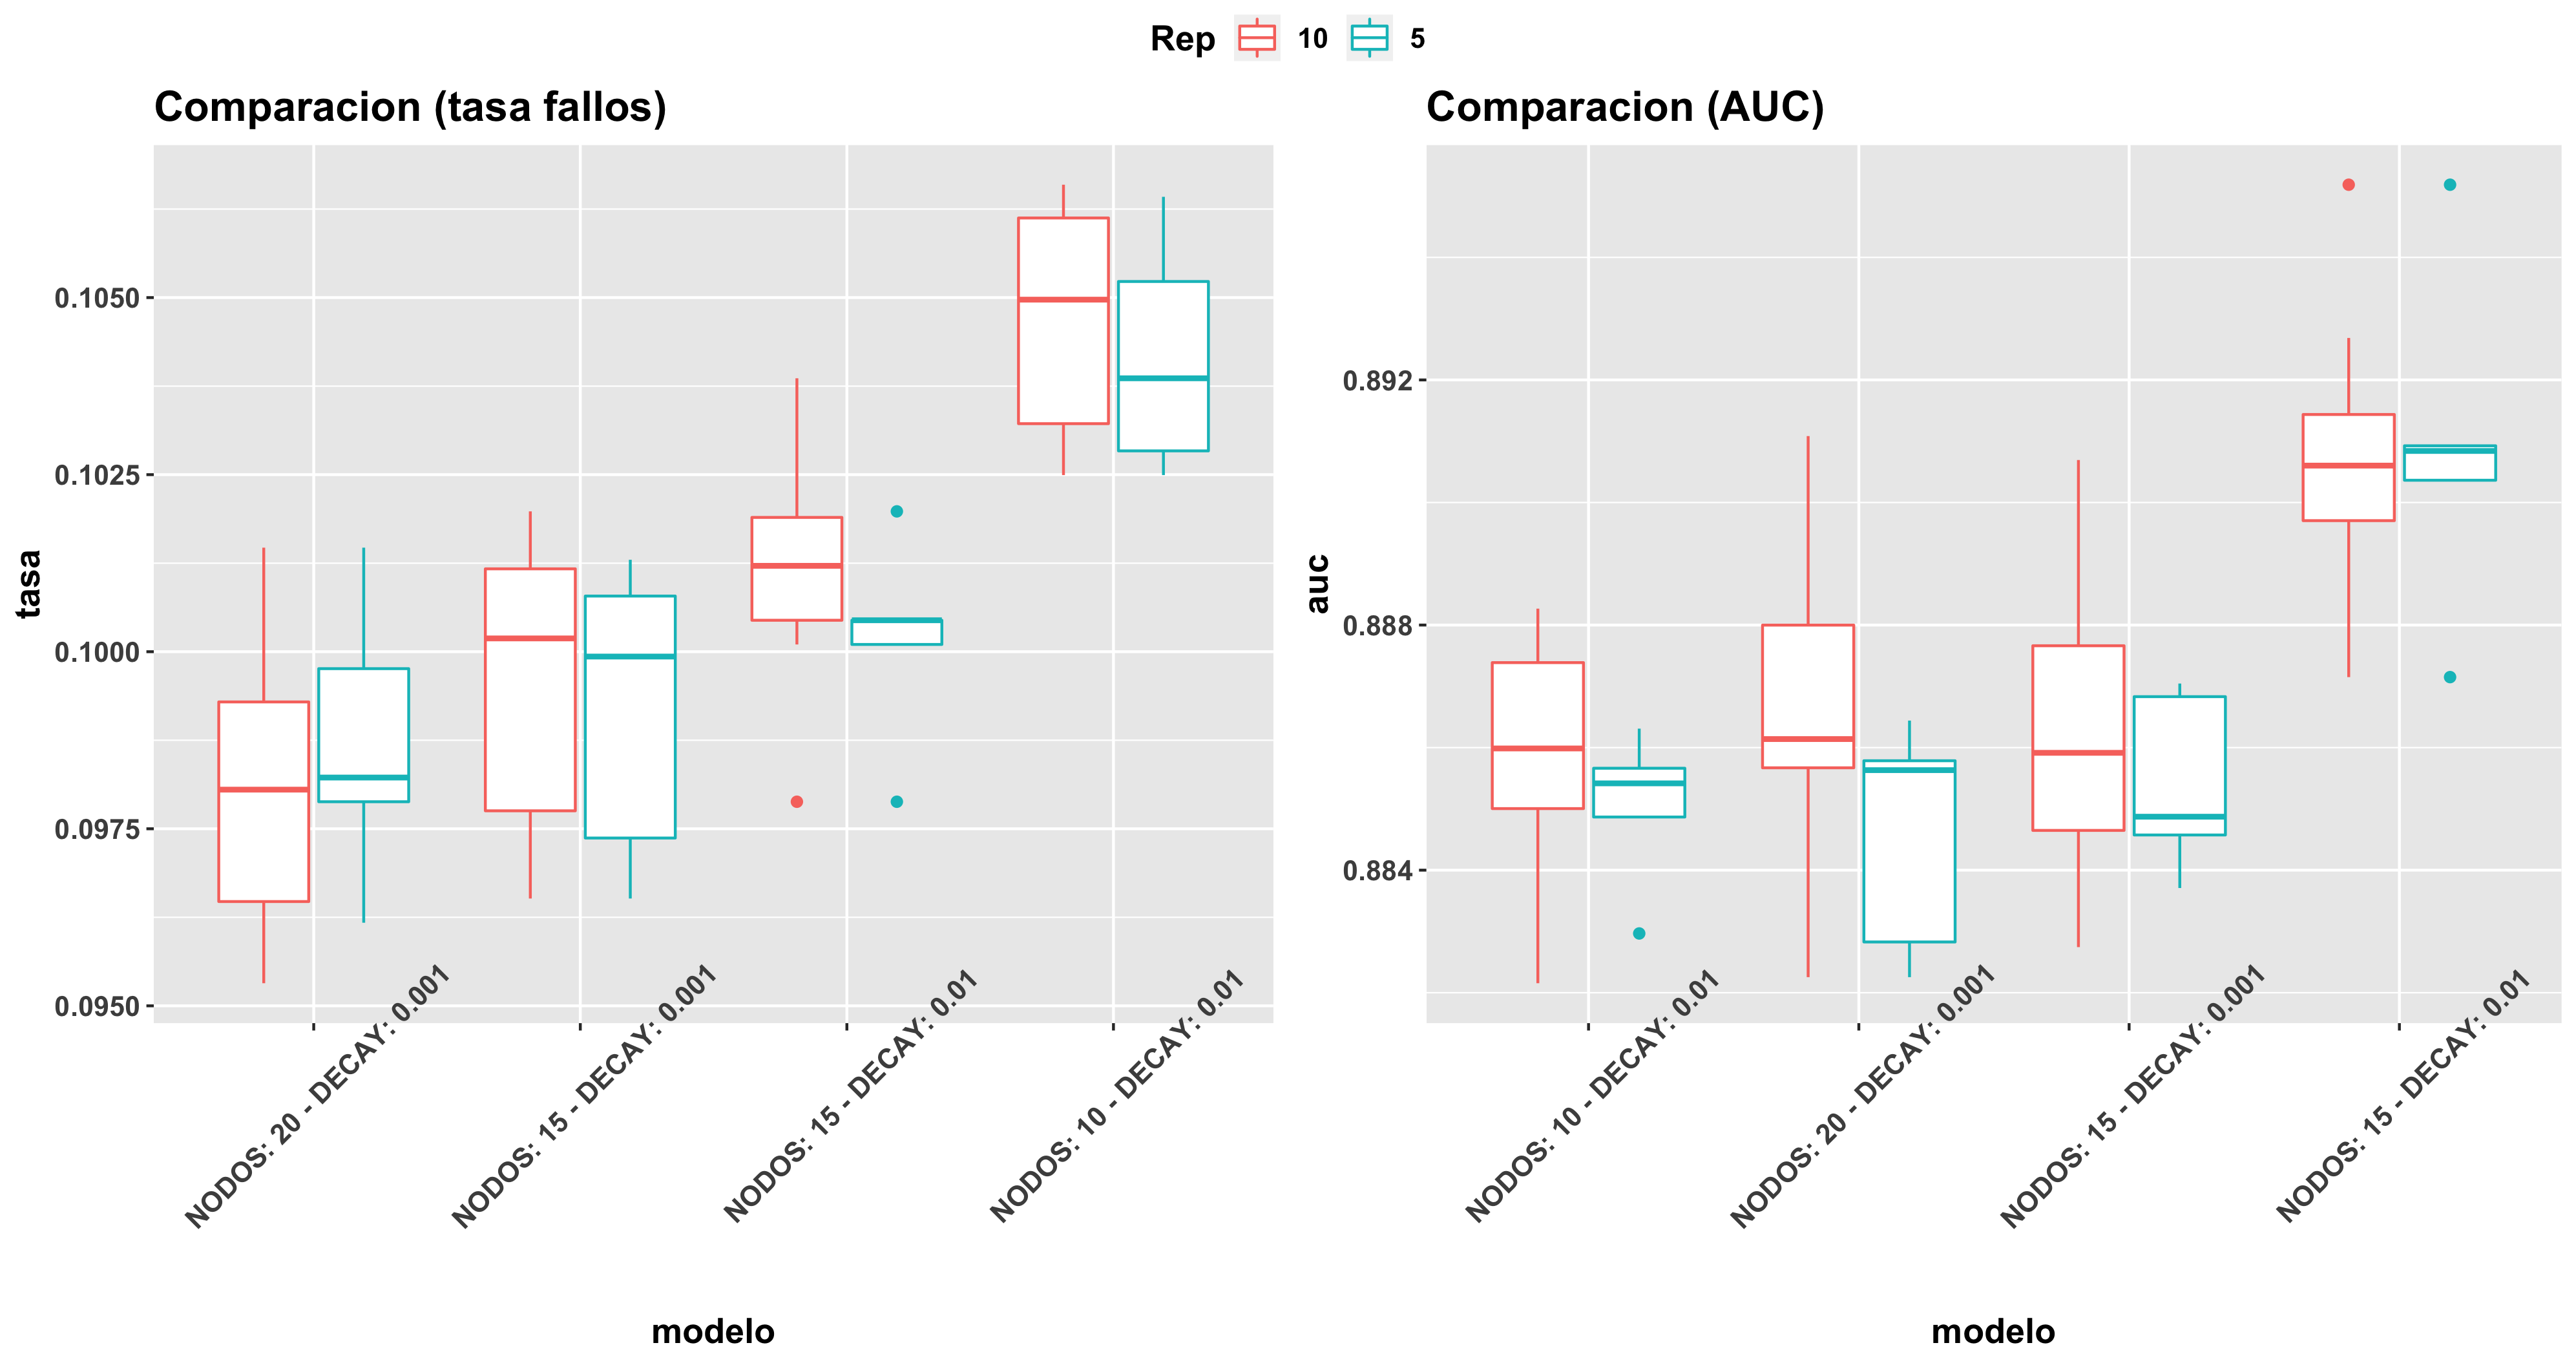 Rep 10 5
Comparacion (tasa fallos)
tasa
0.1050
0.1025
0.1000
0.0975
0.0950
NODOS: 20 - DECAY: 0.001
NODOS: 15 - DECAY: 0.001
NODOS: 15 - DECAY: 0.01
NODOS: 10 - DECAY: 0.01
modelo
Comparacion (AUC)
auc
0.892
0.888
0.884
NODOS: 10 - DECAY: 0.01
NODOS: 20 - DECAY: 0.001
NODOS: 15 - DECAY: 0.001
NODOS: 15 - DECAY: 0.01
modelo